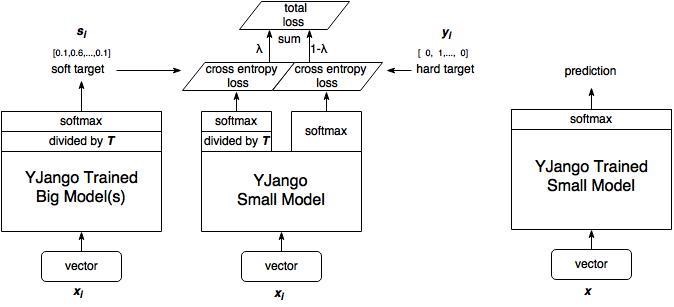 total
loss
s_i
sum
y_i
[0.1,0.6,...,0.1]
λ
1-λ
[ 0, 1,..., 0]
soft target
cross entropy
loss
cross entropy
loss
hard target
prediction
softmax
divided by T
softmax
divided by T
softmax
softmax
YJango Trained
Big Model(s)
YJango
Small Model
YJango Trained
Small Model
vector
vector
vector
x_i
x_i
x